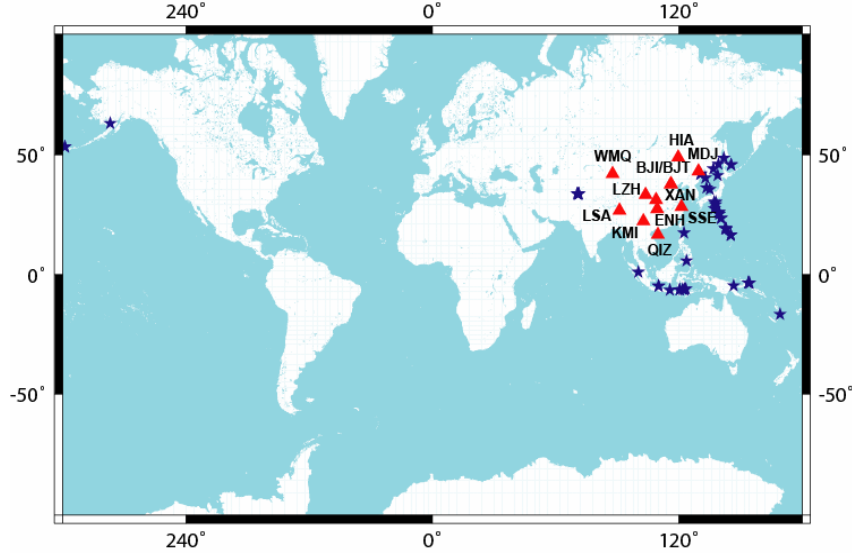 240° 0° 120°
HIA
50° WMQ MDJ 50°
BJI/BJT
LZH XAN
LSA ENH SSE
KMI
QIZ
0° 0°
-50° -50°
240° 0° 120°